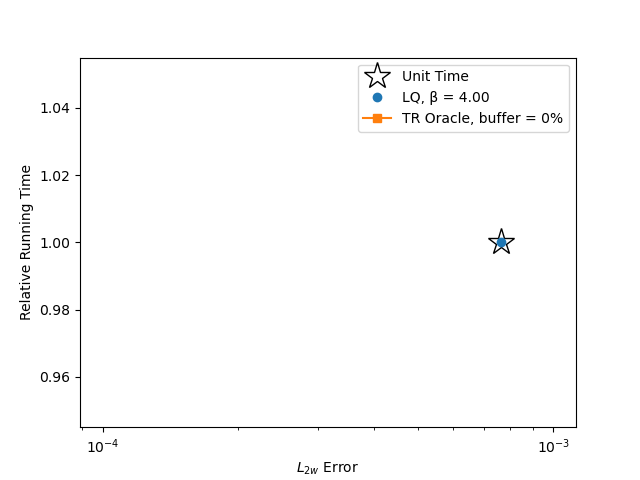 Unit Time
LQ, β = 4.00
TR Oracle, buffer = 0%
1.04
1.02
1.00
0.98
0.96
Relative Running Time
10⁻⁴
10⁻³
L₂w Error